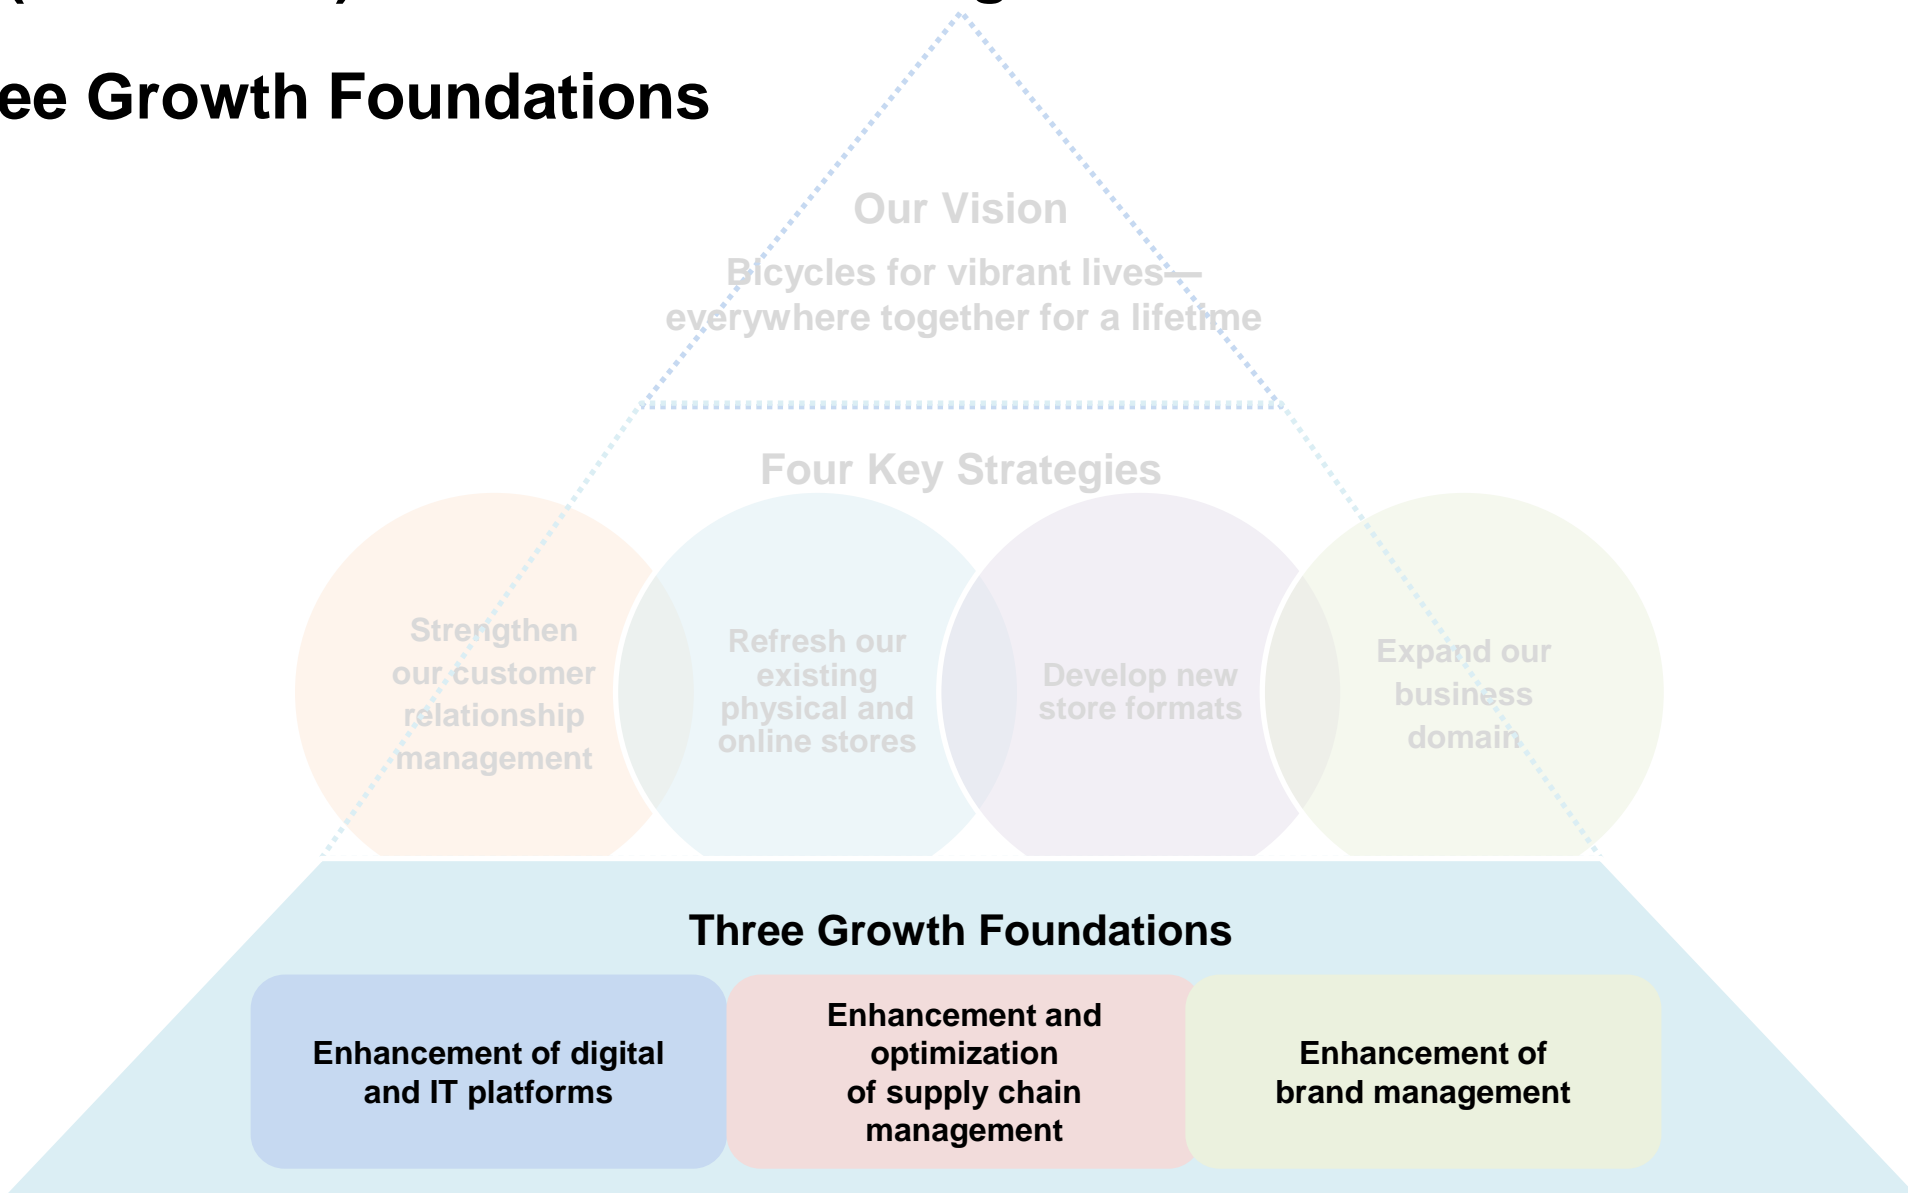 Growth Foundations
Our Vision
Bicycles for vibrant lives—
everywhere together for a lifetime
Four Key Strategies
Strengthen
our customer
relationship
management
Refresh our
existing
physical and
online stores
Develop new
store formats
Expand our
business
domain
Three Growth Foundations
Enhancement of digital
and IT platforms
Enhancement and
optimization
of supply chain
management
Enhancement of
brand management